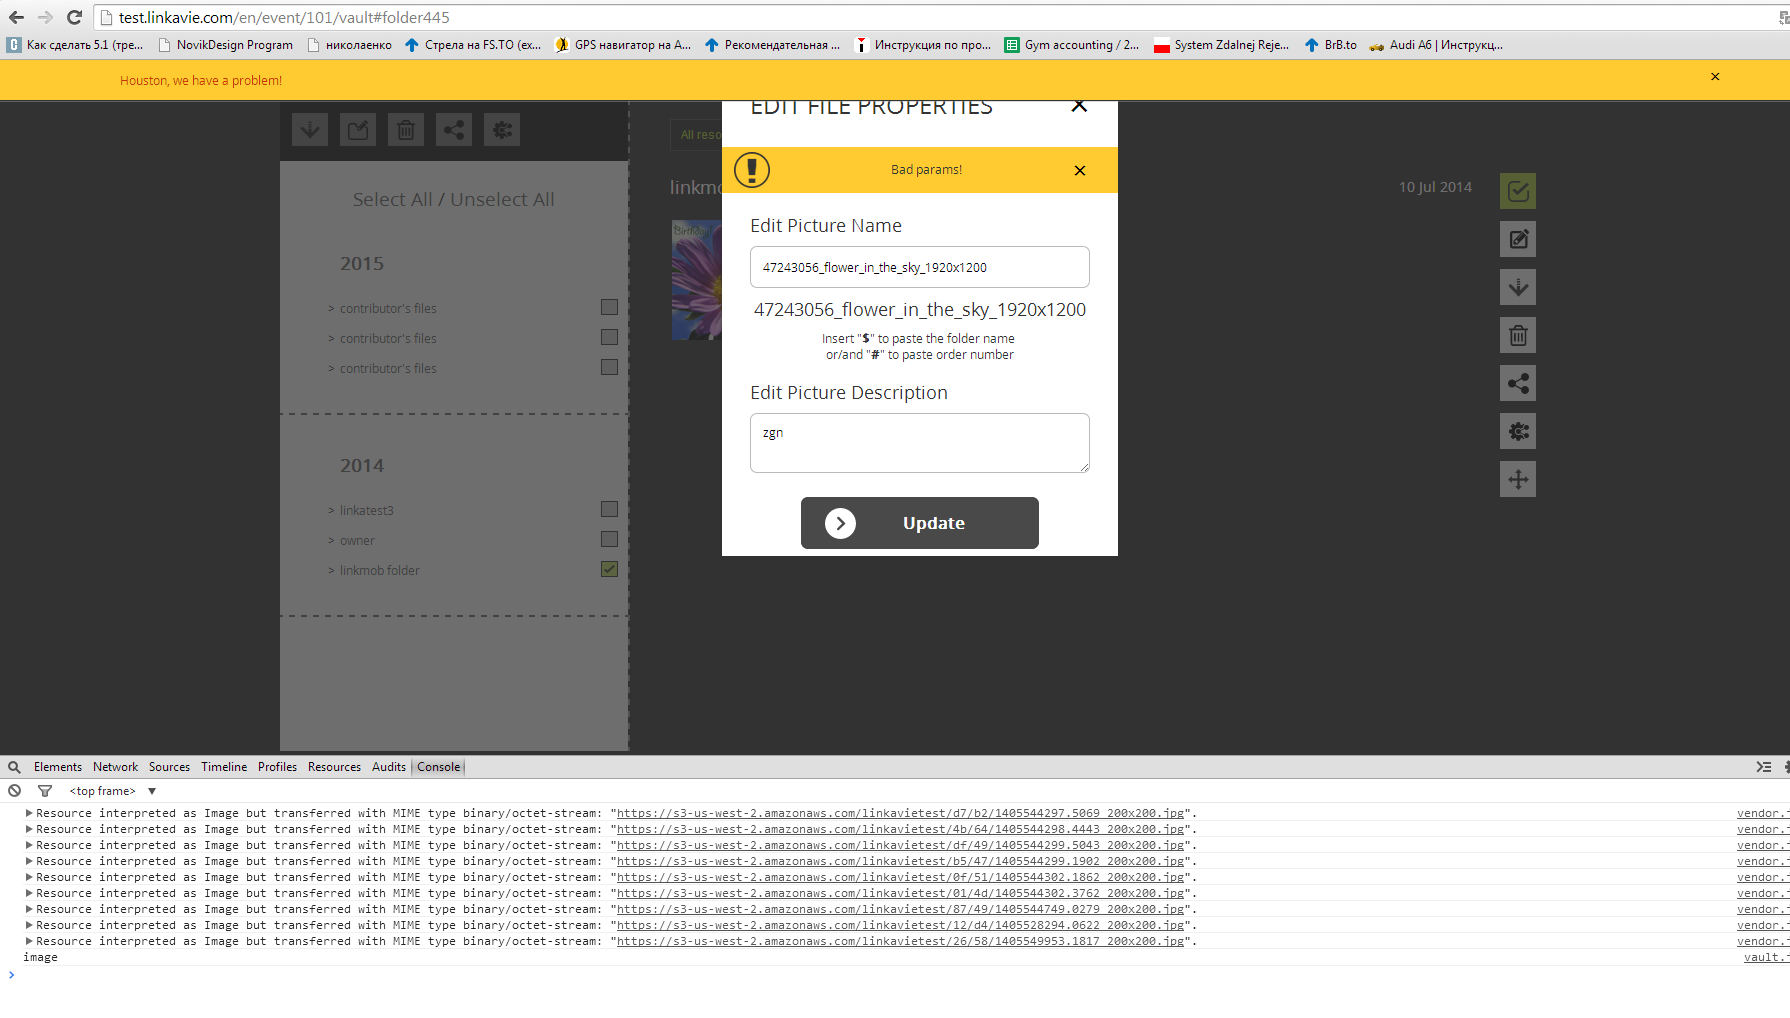 test.linkavie.com/en/event/101/vault#folder445
Как сделать 5.1 (тре... NovikDesign Program николаенко Стрела на FS.TO (ex... GPS навигатор на А... Рекомендательная ... Инструкция по про... Gym accounting / 2... System Zdalnej Reje... BrB.to Audi A6 | Инструкц...
Houston, we have a problem!
EDIT FILE PROPERTIES
All reso
Bad params!
linkmo
10 Jul 2014
Select All / Unselect All
Birthday
Edit Picture Name
2015
47243056_flower_in_the_sky_1920x1200
47243056_flower_in_the_sky_1920x1200
> contributor's files
> contributor's files
> contributor's files
Insert "$" to paste the folder name
or/and "#" to paste order number
Edit Picture Description
zgn
2014
> linkatest3
> owner
> linkmob folder
Update
Elements Network Sources Timeline Profiles Resources Audits Console
<top frame>
Resource interpreted as Image but transferred with MIME type binary/octet-stream: "https://s3-us-west-2.amazonaws.com/linkavietest/d7/b2/1405544297.5069_200x200.jpg". vendor.j
Resource interpreted as Image but transferred with MIME type binary/octet-stream: "https://s3-us-west-2.amazonaws.com/linkavietest/4b/64/1405544298.4443_200x200.jpg". vendor.j
Resource interpreted as Image but transferred with MIME type binary/octet-stream: "https://s3-us-west-2.amazonaws.com/linkavietest/df/49/1405544299.5043_200x200.jpg". vendor.j
Resource interpreted as Image but transferred with MIME type binary/octet-stream: "https://s3-us-west-2.amazonaws.com/linkavietest/b5/47/1405544299.1902_200x200.jpg". vendor.j
Resource interpreted as Image but transferred with MIME type binary/octet-stream: "https://s3-us-west-2.amazonaws.com/linkavietest/0f/51/1405544302.1862_200x200.jpg". vendor.j
Resource interpreted as Image but transferred with MIME type binary/octet-stream: "https://s3-us-west-2.amazonaws.com/linkavietest/01/4d/1405544302.3762_200x200.jpg". vendor.j
Resource interpreted as Image but transferred with MIME type binary/octet-stream: "https://s3-us-west-2.amazonaws.com/linkavietest/87/49/1405544749.0279_200x200.jpg". vendor.j
Resource interpreted as Image but transferred with MIME type binary/octet-stream: "https://s3-us-west-2.amazonaws.com/linkavietest/12/d4/1405528294.0622_200x200.jpg". vendor.j
Resource interpreted as Image but transferred with MIME type binary/octet-stream: "https://s3-us-west-2.amazonaws.com/linkavietest/26/58/1405549953.1817_200x200.jpg". vendor.j
image vault.j